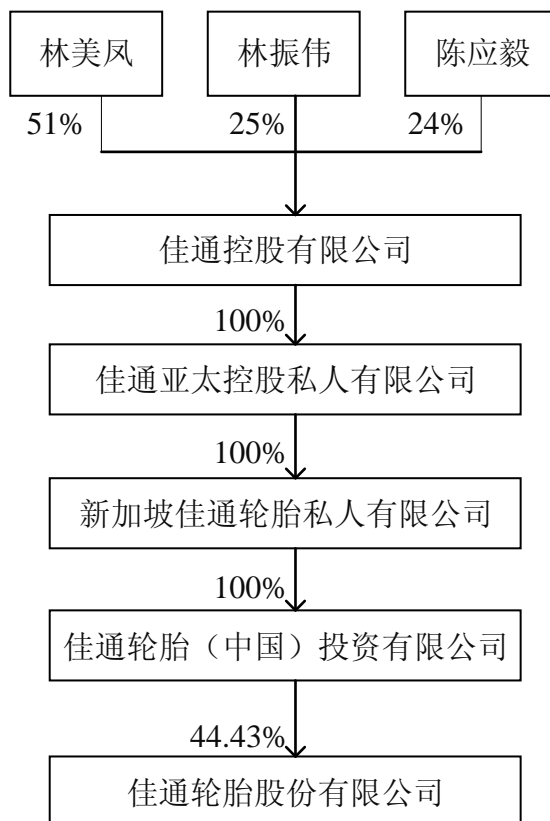 林美凤 林振伟 陈应毅
51% 25% 24%
佳通控股有限公司
100%
佳通亚太控股私人有限公司
100%
新加坡佳通轮胎私人有限公司
100%
佳通轮胎（中国）投资有限公司
44.43%
佳通轮胎股份有限公司